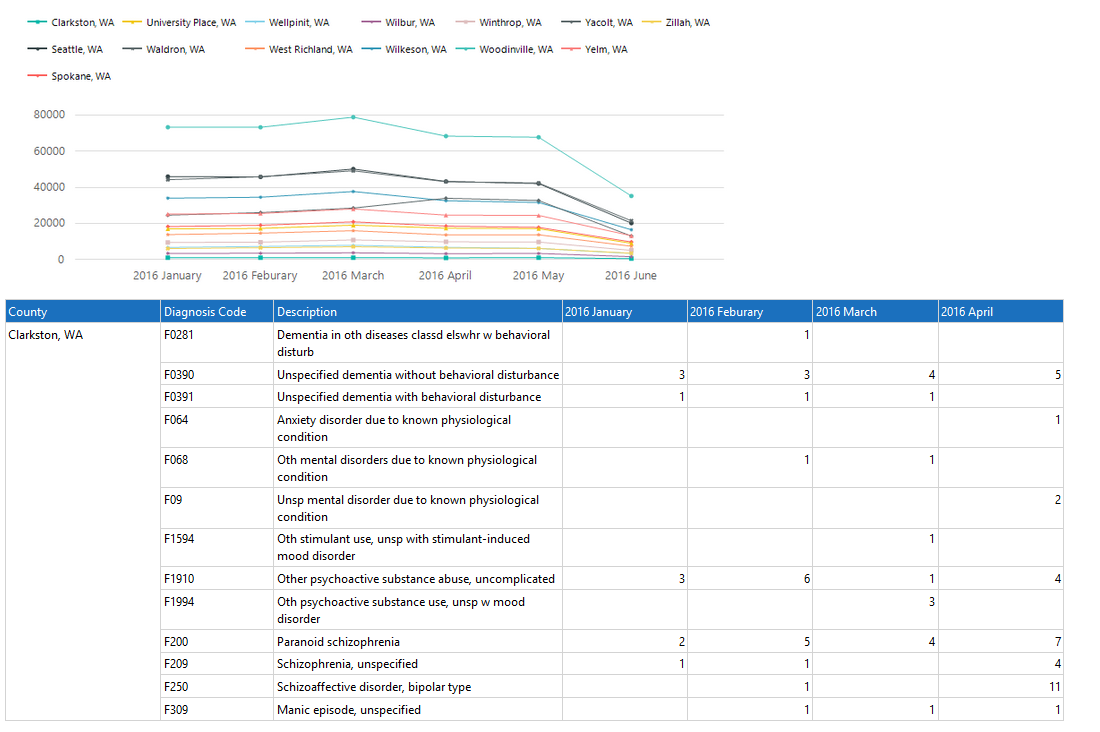 Clarkston, WA University Place, WA Wellpinit, WA Wilbur, WA Winthrop, WA Yacolt, WA Zillah, WA
Seattle, WA Waldron, WA West Richland, WA Wilkeson, WA Woodinville, WA Yelm, WA
Spokane, WA
80000
60000
40000
20000
0
2016 January 2016 Feburary 2016 March 2016 April 2016 May 2016 June
County Diagnosis Code Description 2016 January 2016 Feburary 2016 March 2016 April
Clarkston, WA F0281 Dementia in oth diseases classd elswhr w behavioral 1
disturb
F0390 Unspecified dementia without behavioral disturbance 3 3 4 5
F0391 Unspecified dementia with behavioral disturbance 1 1 1
F064 Anxiety disorder due to known physiological 1
condition
F068 Oth mental disorders due to known physiological 1 1
condition
F09 Unsp mental disorder due to known physiological 2
condition
F1594 Oth stimulant use, unsp with stimulant-induced 1
mood disorder
F1910 Other psychoactive substance abuse, uncomplicated 3 6 1 4
F1994 Oth psychoactive substance use, unsp w mood 3
disorder
F200 Paranoid schizophrenia 2 5 4 7
F209 Schizophrenia, unspecified 1 1 4
F250 Schizoaffective disorder, bipolar type 1 11
F309 Manic episode, unspecified 1 1 1